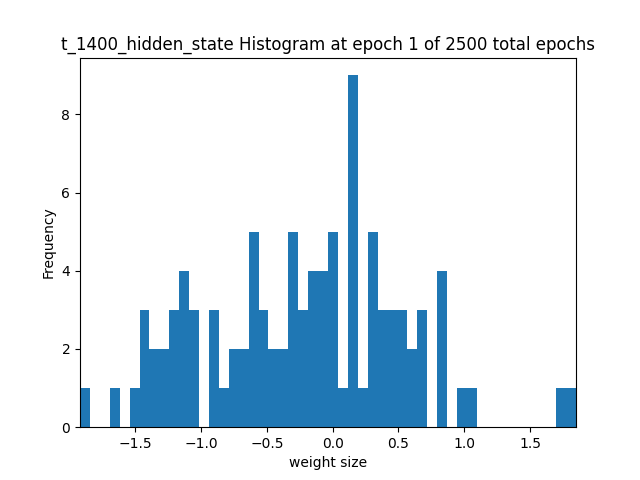 t_1400_hidden_state Histogram at epoch 1 of 2500 total epochs
8
6
4
2
0
Frequency
−1.5 −1.0 −0.5 0.0 0.5 1.0 1.5
weight size